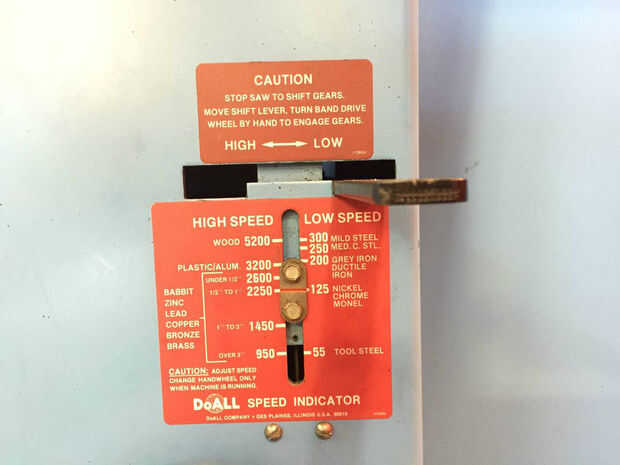 CAUTION
STOP SAW TO SHIFT GEARS.
MOVE SHIFT LEVER, TURN BAND DRIVE
WHEEL BY HAND TO ENGAGE GEARS.
HIGH ⟷ LOW
HIGH SPEED LOW SPEED
WOOD 5200
300 MILD STEEL
250 MED. C. STL.
200 GREY IRON
DUCTILE
IRON
PLASTIC/ALUM. 3200
UNDER 1/2" 2600
1/2" TO 1" 2250
125 NICKEL
CHROME
MONEL
BABBIT
ZINC
LEAD
COPPER
BRONZE
BRASS
1" TO 3" 1450
OVER 3" 950
55 TOOL STEEL
CAUTION: ADJUST SPEED
CHANGE HANDWHEEL ONLY
WHEN MACHINE IS RUNNING.
DOALL SPEED INDICATOR
DOALL COMPANY • DES PLAINES, ILLINOIS U.S.A. 60016